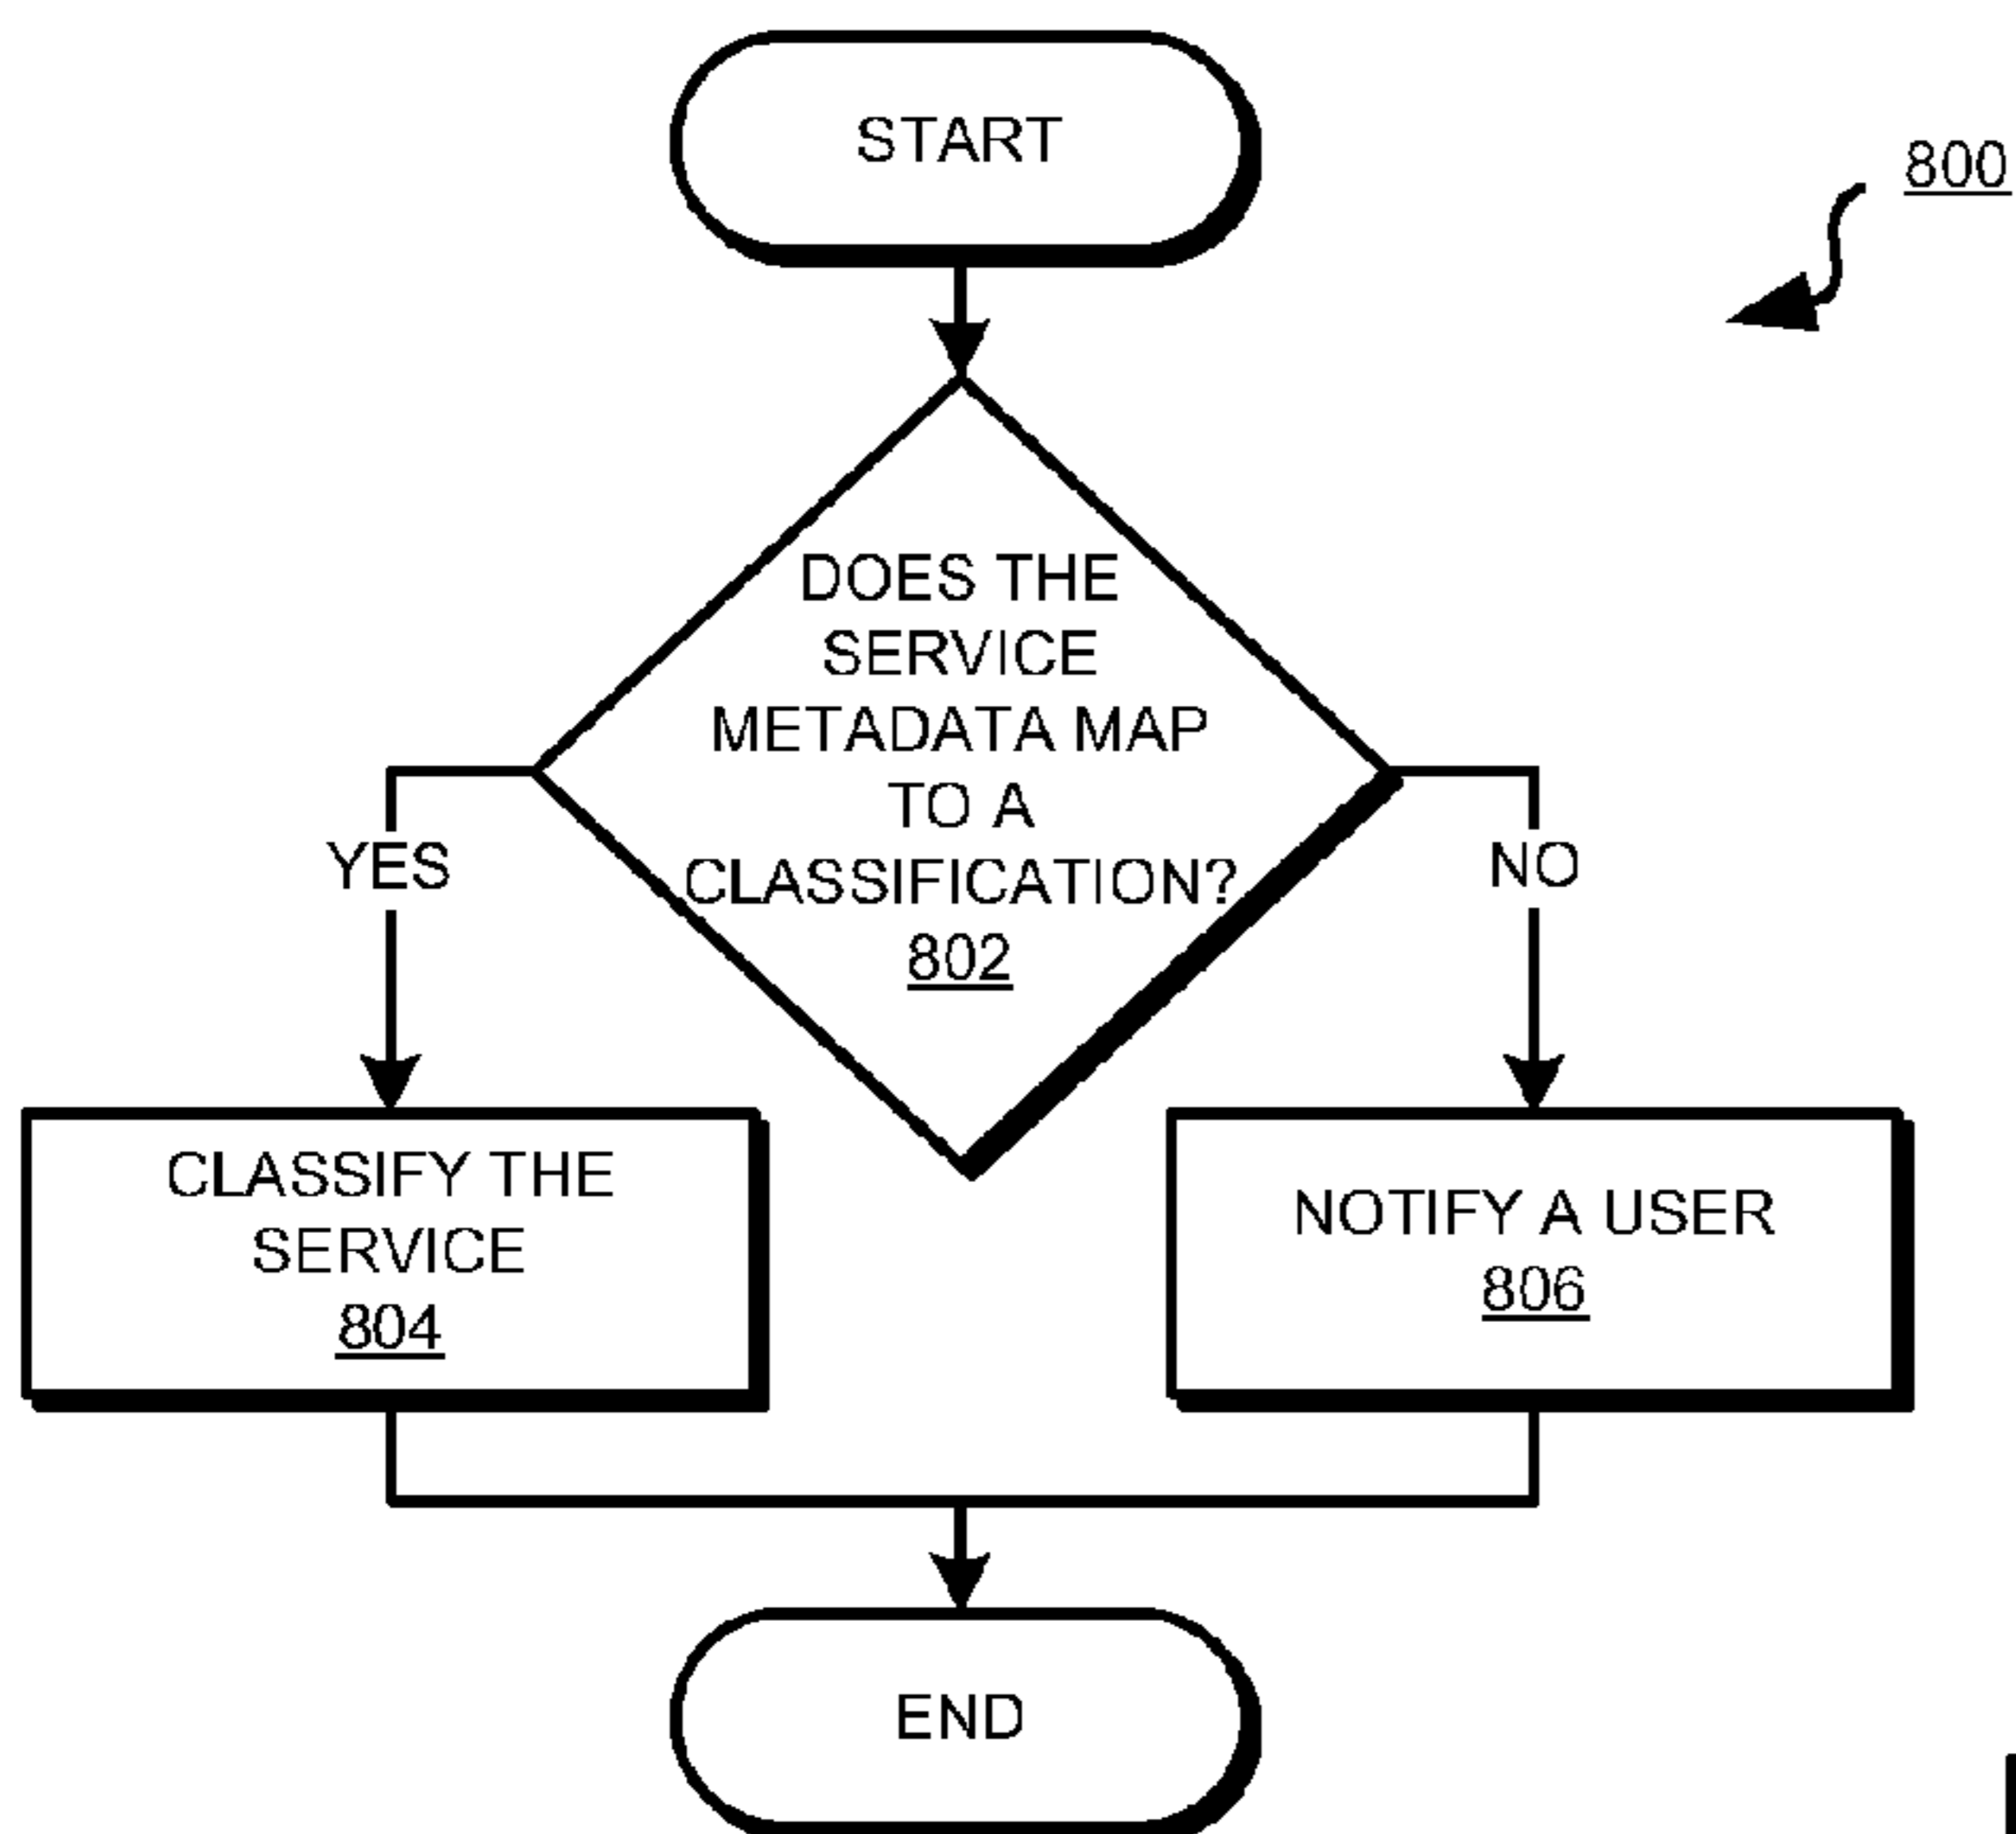 START
800
DOES THE
SERVICE
METADATA MAP
TO A
CLASSIFICATION?
802
YES
NO
CLASSIFY THE
SERVICE
804
NOTIFY A USER
806
END